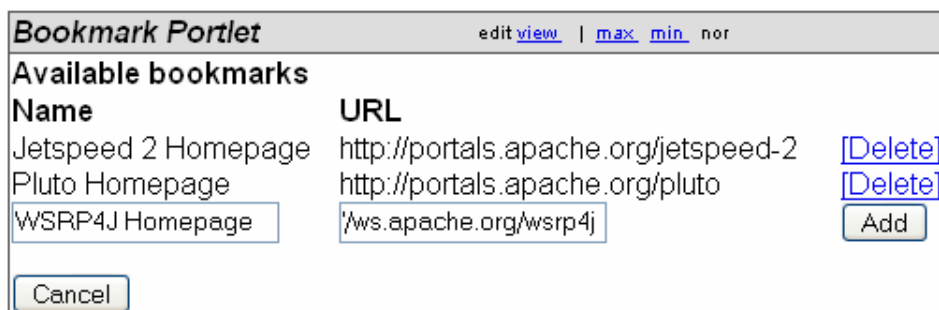 Bookmark Portlet edit view | max min nor
Available bookmarks
Name URL
Jetspeed 2 Homepage http://portals.apache.org/jetspeed-2 [Delete]
Pluto Homepage http://portals.apache.org/pluto [Delete]
WSRP4J Homepage '/ws.apache.org/wsrp4j Add
Cancel